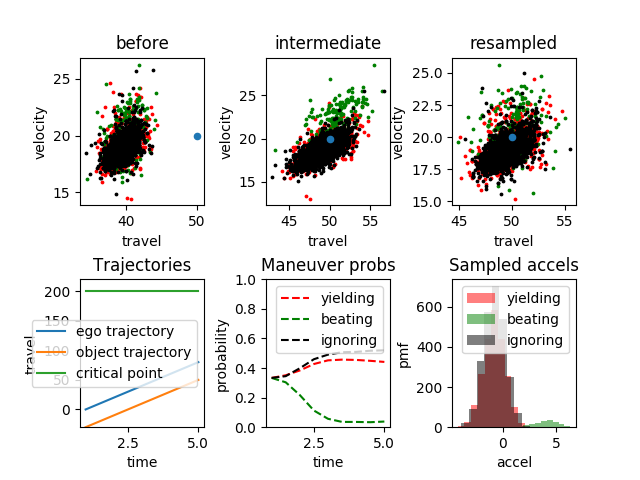 before
intermediate
resampled
velocity
25
20
15
40
50
travel
velocity
25
20
15
45
50
55
travel
velocity
25.0
22.5
20.0
17.5
15.0
45
50
55
travel
Trajectories
Maneuver probs
Sampled accels
travel
200
150
100
50
0
ego trajectory
object trajectory
critical point
2.5
5.0
time
probability
1.0
0.8
0.6
0.4
0.2
0.0
yielding
beating
ignoring
2.5
5.0
time
pmf
600
400
200
0
yielding
beating
ignoring
0
5
accel